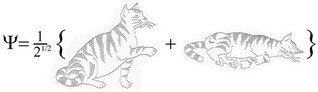 Ψ=1/2^1/2 { + }